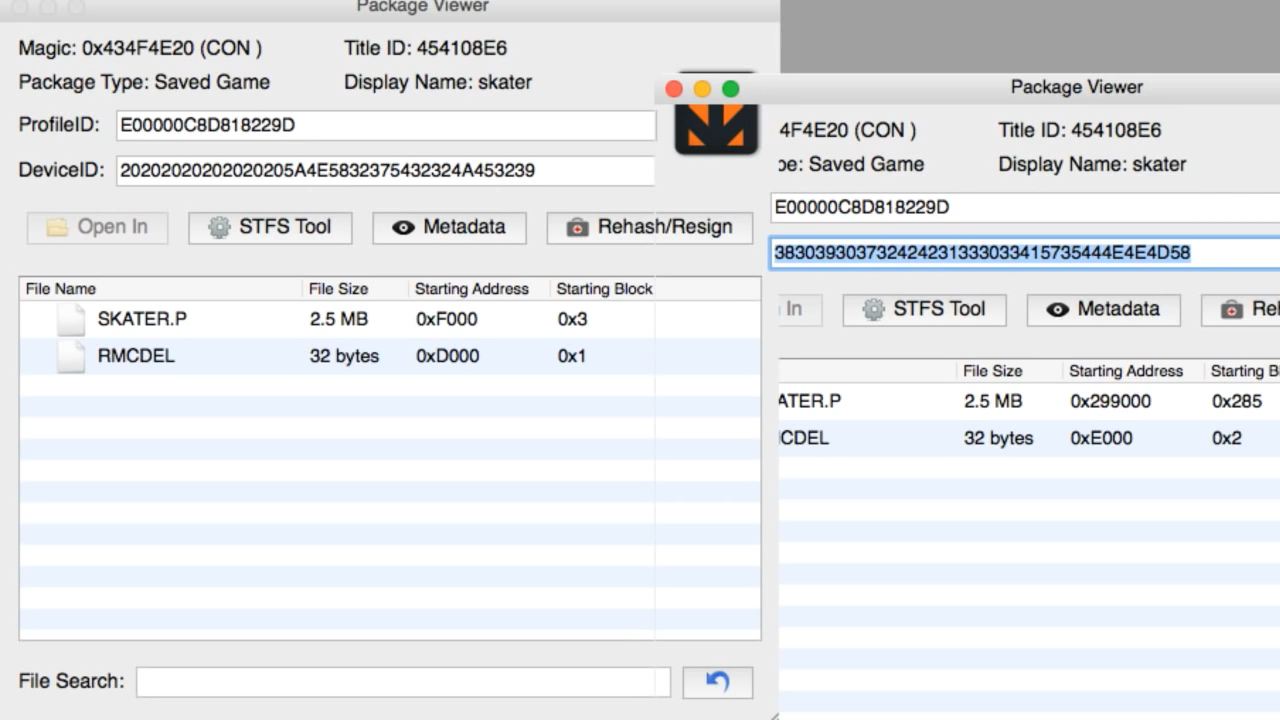 Package Viewer
Magic: 0x434F4E20 (CON )
Title ID: 454108E6
Package Type: Saved Game
Display Name: skater
ProfileID: E00000C8D818229D
DeviceID: 20202020202020205A4E5832375432324A453239
Open In
STFS Tool
Metadata
Rehash/Resign
File Name File Size Starting Address Starting Block
SKATER.P 2.5 MB 0xF000 0x3
RMCDEL 32 bytes 0xD000 0x1
File Search:
Package Viewer
4F4E20 (CON )
Title ID: 454108E6
pe: Saved Game
Display Name: skater
E00000C8D818229D
383039303732424231333033415735444E4E4D58
In
STFS Tool
Metadata
Reh
File Size Starting Address Starting B
ATER.P 2.5 MB 0x299000 0x285
CDEL 32 bytes 0xE000 0x2